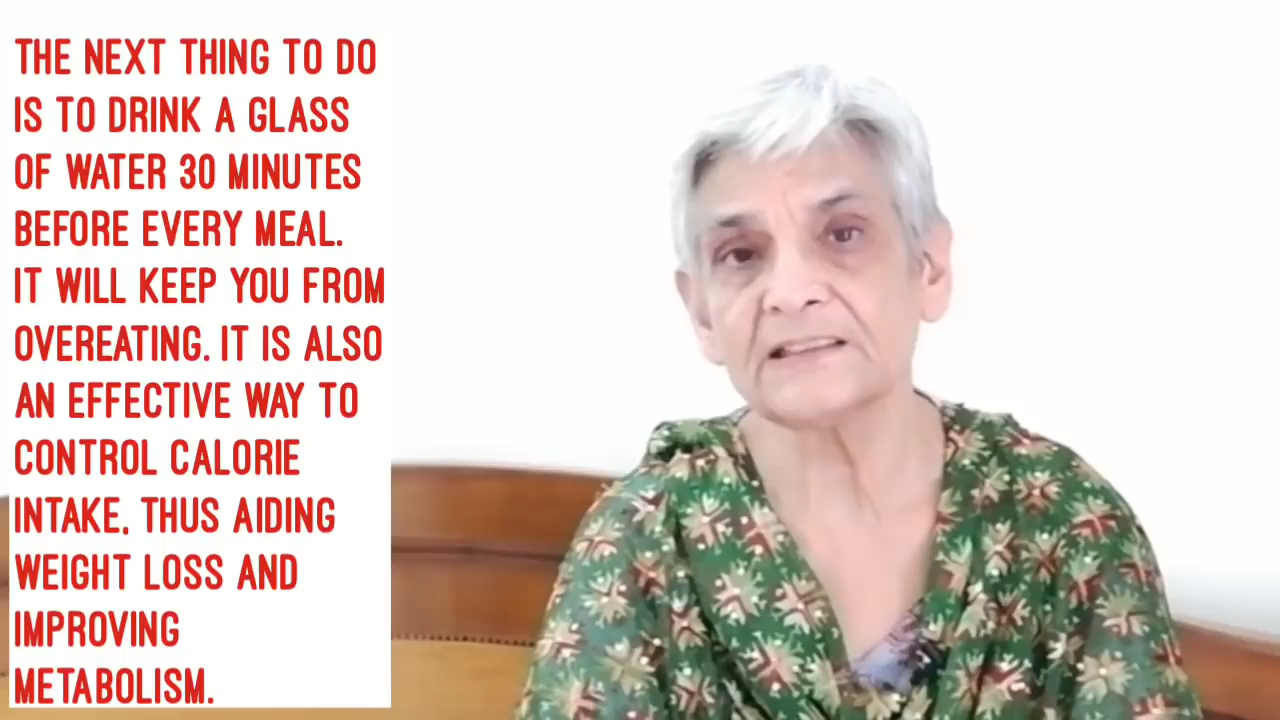 THE NEXT THING TO DO
IS TO DRINK A GLASS
OF WATER 30 MINUTES
BEFORE EVERY MEAL.
IT WILL KEEP YOU FROM
OVEREATING. IT IS ALSO
AN EFFECTIVE WAY TO
CONTROL CALORIE
INTAKE, THUS AIDING
WEIGHT LOSS AND
IMPROVING
METABOLISM.